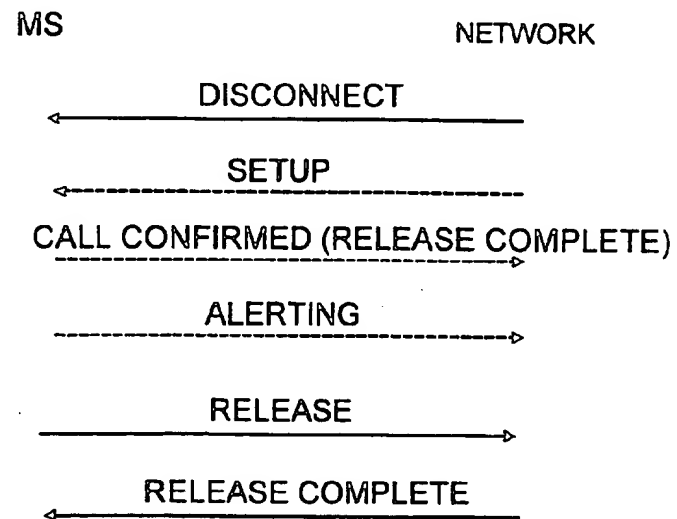 MS
NETWORK
DISCONNECT
SETUP
CALL CONFIRMED (RELEASE COMPLETE)
ALERTING
RELEASE
RELEASE COMPLETE